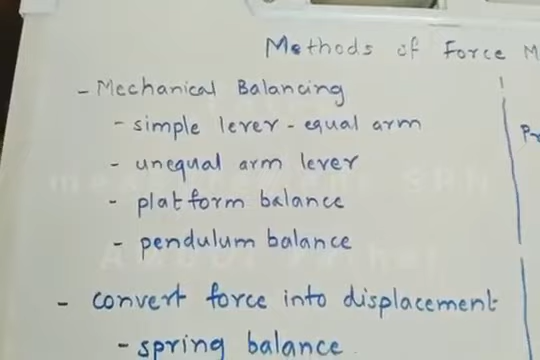 Methods of Force M
- Mechanical Balancing
- simple lever - equal arm
- unequal arm lever
- platform balance
- pendulum balance
- convert force into displacement
- spring balance
Pr